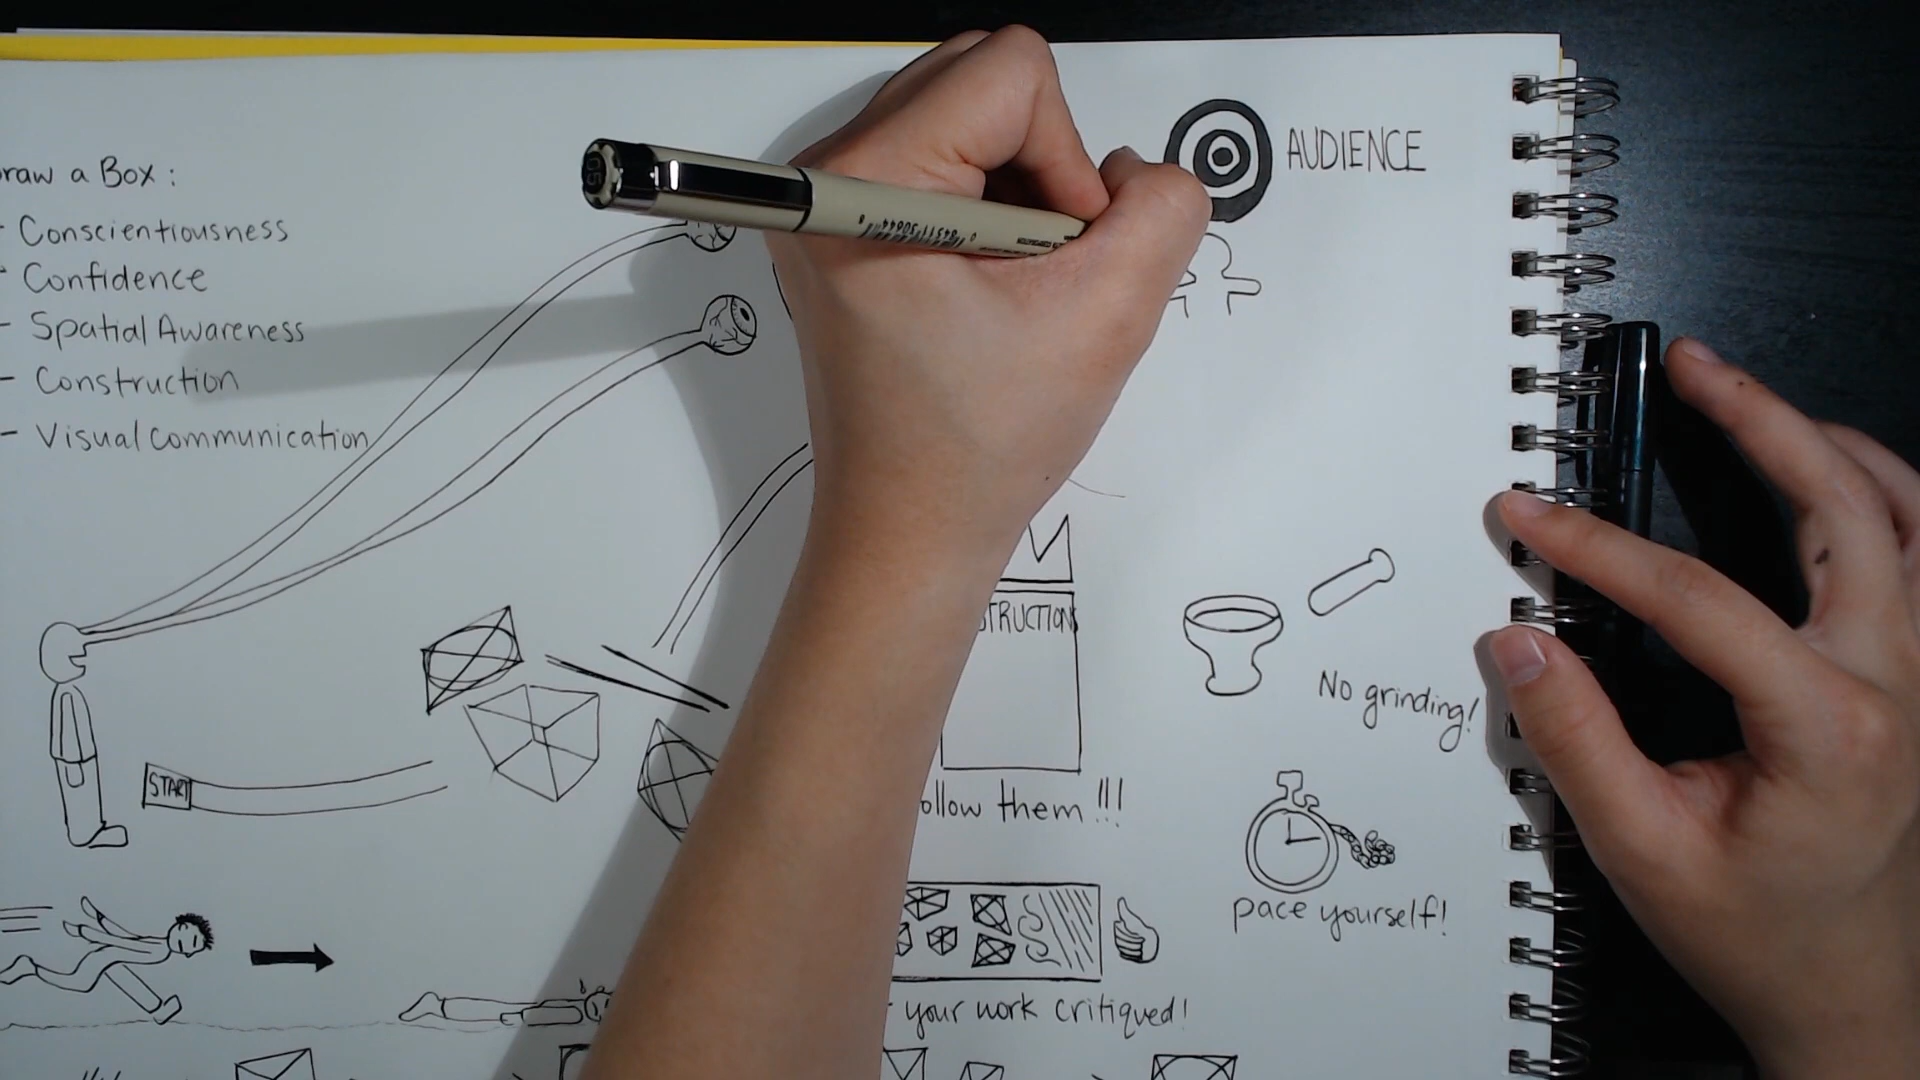 raw a Box :
- Conscientiousness
- Confidence
- Spatial Awareness
- Construction
- Visual Communication
AUDIENCE
05
STRUCTIONS
ollow them !!!
No grinding!
START
pace yourself!
your work critiqued!